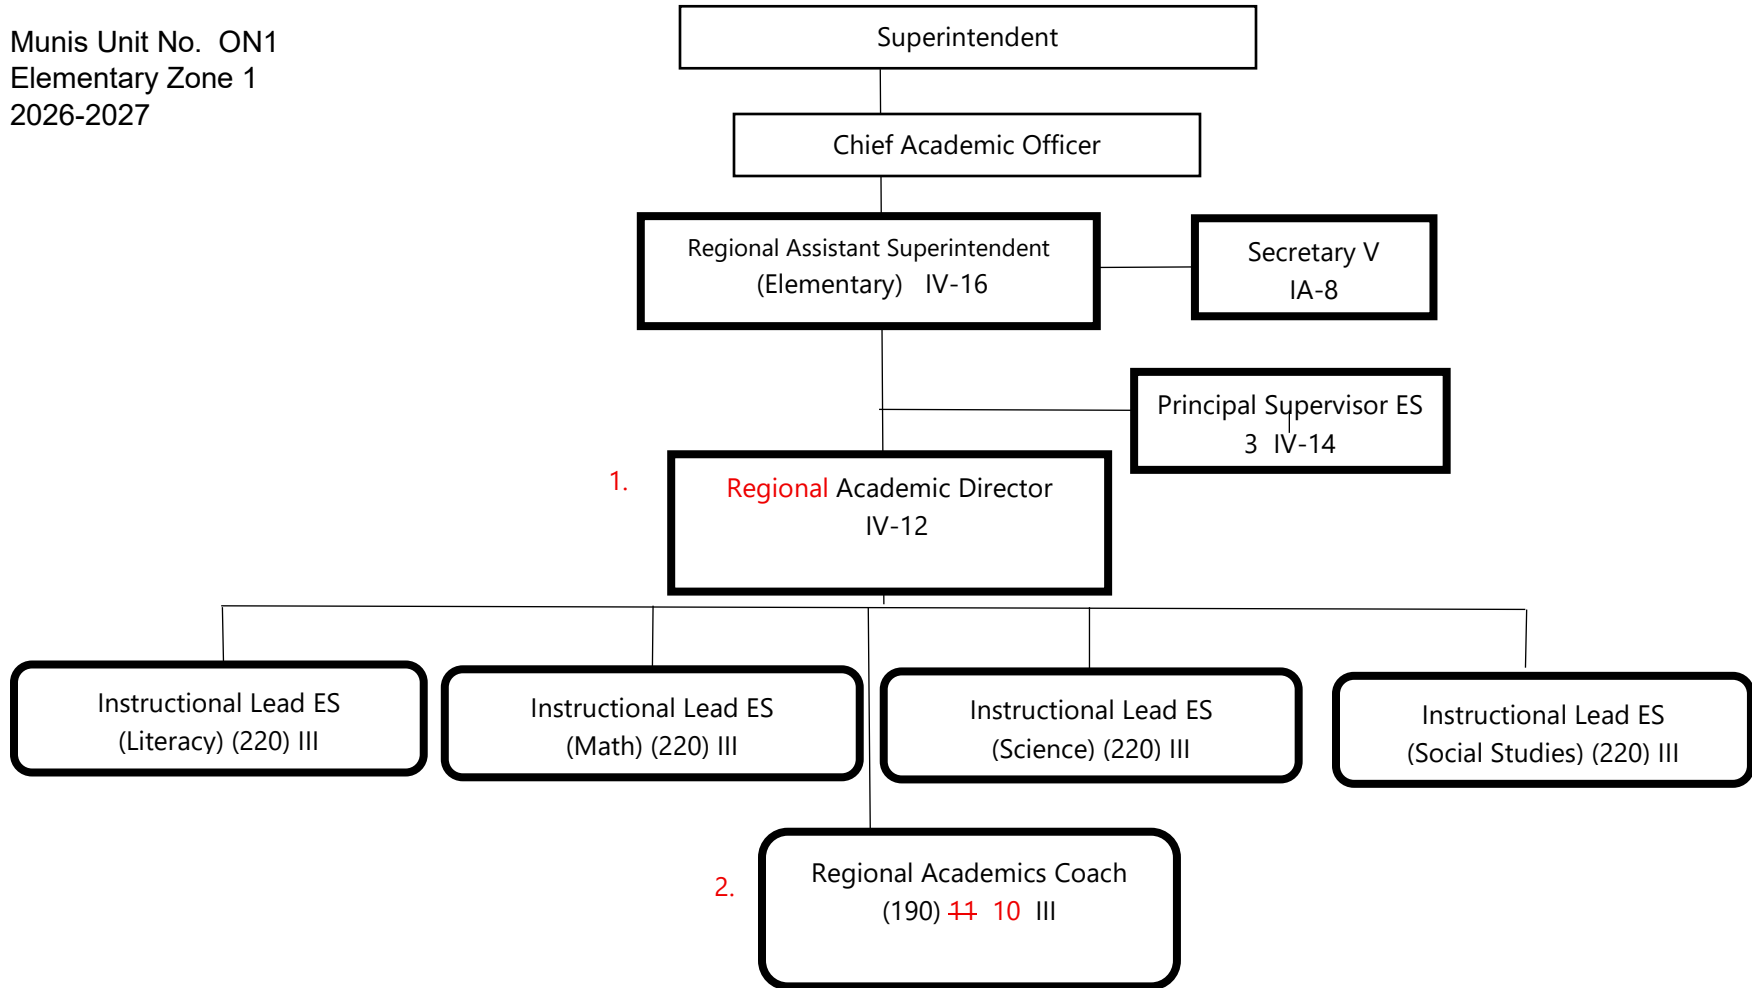 Munis Unit No. ON1
Elementary Zone 1
2026-2027
Superintendent
Chief Academic Officer
Regional Assistant Superintendent
(Elementary) IV-16
Secretary V
IA-8
Principal Supervisor ES
3 IV-14
1.
Regional Academic Director
IV-12
Instructional Lead ES
(Literacy) (220) III
Instructional Lead ES
(Math) (220) III
Instructional Lead ES
(Science) (220) III
Instructional Lead ES
(Social Studies) (220) III
2.
Regional Academics Coach
(190) 11 10 III